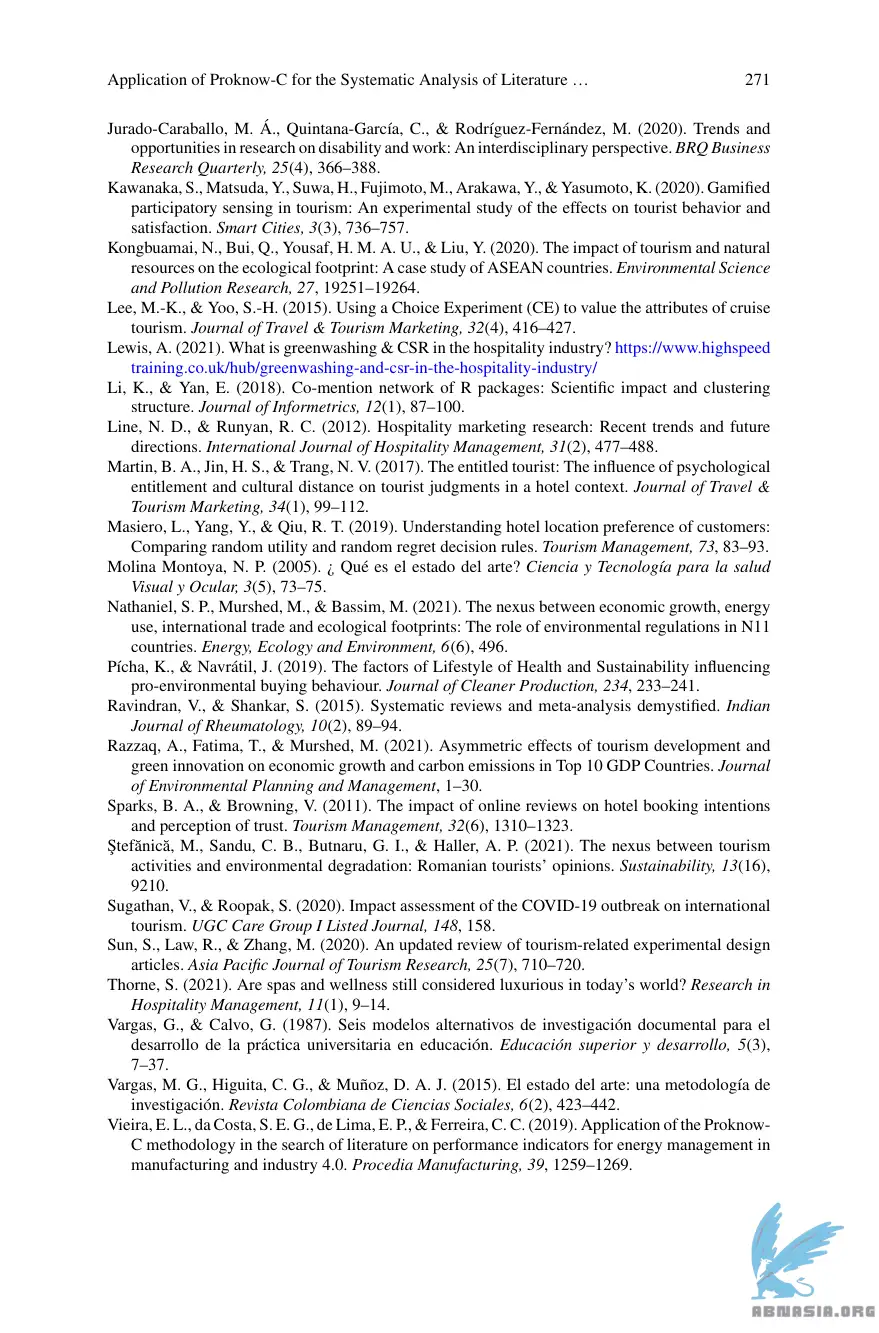 Application of Proknow-C for the Systematic Analysis of Literature … 271
Jurado-Caraballo, M. Á., Quintana-García, C., & Rodríguez-Fernández, M. (2020). Trends and
opportunities in research on disability and work: An interdisciplinary perspective. BRQ Business
Research Quarterly, 25(4), 366–388.
Kawanaka, S., Matsuda, Y., Suwa, H., Fujimoto, M., Arakawa, Y., & Yasumoto, K. (2020). Gamified
participatory sensing in tourism: An experimental study of the effects on tourist behavior and
satisfaction. Smart Cities, 3(3), 736–757.
Kongbuamai, N., Bui, Q., Yousaf, H. M. A. U., & Liu, Y. (2020). The impact of tourism and natural
resources on the ecological footprint: A case study of ASEAN countries. Environmental Science
and Pollution Research, 27, 19251–19264.
Lee, M.-K., & Yoo, S.-H. (2015). Using a Choice Experiment (CE) to value the attributes of cruise
tourism. Journal of Travel & Tourism Marketing, 32(4), 416–427.
Lewis, A. (2021). What is greenwashing & CSR in the hospitality industry? https://www.highspeed
training.co.uk/hub/greenwashing-and-csr-in-the-hospitality-industry/
Li, K., & Yan, E. (2018). Co-mention network of R packages: Scientific impact and clustering
structure. Journal of Informetrics, 12(1), 87–100.
Line, N. D., & Runyan, R. C. (2012). Hospitality marketing research: Recent trends and future
directions. International Journal of Hospitality Management, 31(2), 477–488.
Martin, B. A., Jin, H. S., & Trang, N. V. (2017). The entitled tourist: The influence of psychological
entitlement and cultural distance on tourist judgments in a hotel context. Journal of Travel &
Tourism Marketing, 34(1), 99–112.
Masiero, L., Yang, Y., & Qiu, R. T. (2019). Understanding hotel location preference of customers:
Comparing random utility and random regret decision rules. Tourism Management, 73, 83–93.
Molina Montoya, N. P. (2005). ¿ Qué es el estado del arte? Ciencia y Tecnología para la salud
Visual y Ocular, 3(5), 73–75.
Nathaniel, S. P., Murshed, M., & Bassim, M. (2021). The nexus between economic growth, energy
use, international trade and ecological footprints: The role of environmental regulations in N11
countries. Energy, Ecology and Environment, 6(6), 496.
Pícha, K., & Navrátil, J. (2019). The factors of Lifestyle of Health and Sustainability influencing
pro-environmental buying behaviour. Journal of Cleaner Production, 234, 233–241.
Ravindran, V., & Shankar, S. (2015). Systematic reviews and meta-analysis demystified. Indian
Journal of Rheumatology, 10(2), 89–94.
Razzaq, A., Fatima, T., & Murshed, M. (2021). Asymmetric effects of tourism development and
green innovation on economic growth and carbon emissions in Top 10 GDP Countries. Journal
of Environmental Planning and Management, 1–30.
Sparks, B. A., & Browning, V. (2011). The impact of online reviews on hotel booking intentions
and perception of trust. Tourism Management, 32(6), 1310–1323.
Ştefănică, M., Sandu, C. B., Butnaru, G. I., & Haller, A. P. (2021). The nexus between tourism
activities and environmental degradation: Romanian tourists’ opinions. Sustainability, 13(16),
9210.
Sugathan, V., & Roopak, S. (2020). Impact assessment of the COVID-19 outbreak on international
tourism. UGC Care Group I Listed Journal, 148, 158.
Sun, S., Law, R., & Zhang, M. (2020). An updated review of tourism-related experimental design
articles. Asia Pacific Journal of Tourism Research, 25(7), 710–720.
Thorne, S. (2021). Are spas and wellness still considered luxurious in today’s world? Research in
Hospitality Management, 11(1), 9–14.
Vargas, G., & Calvo, G. (1987). Seis modelos alternativos de investigación documental para el
desarrollo de la práctica universitaria en educación. Educación superior y desarrollo, 5(3),
7–37.
Vargas, M. G., Higuita, C. G., & Muñoz, D. A. J. (2015). El estado del arte: una metodología de
investigación. Revista Colombiana de Ciencias Sociales, 6(2), 423–442.
Vieira, E. L., da Costa, S. E. G., de Lima, E. P., & Ferreira, C. C. (2019). Application of the Proknow-
C methodology in the search of literature on performance indicators for energy management in
manufacturing and industry 4.0. Procedia Manufacturing, 39, 1259–1269.
ABNASIA.ORG